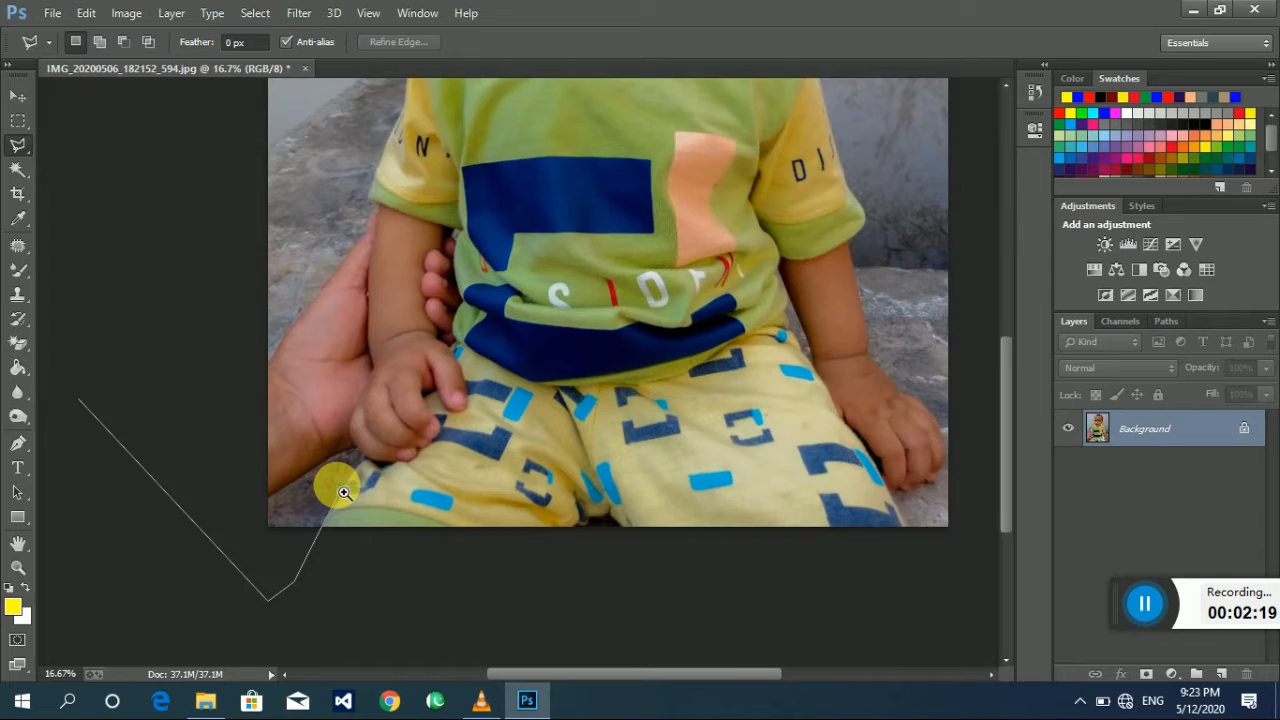 Ps File Edit Image Layer Type Select Filter 3D View Window Help
Feather: 0 px Anti-alias Refine Edge... Essentials
IMG_20200506_182152_594.jpg @ 16.7% (RGB/8) * ×
Color Swatches
Adjustments Styles
Add an adjustment
N
D I
S I O
Layers Channels Paths
Kind
Normal Opacity: 100%
Lock: Fill: 100%
Background
Recording...
00:02:19
16.67% Doc: 37.1M/37.1M
ENG
9:23 PM
5/12/2020